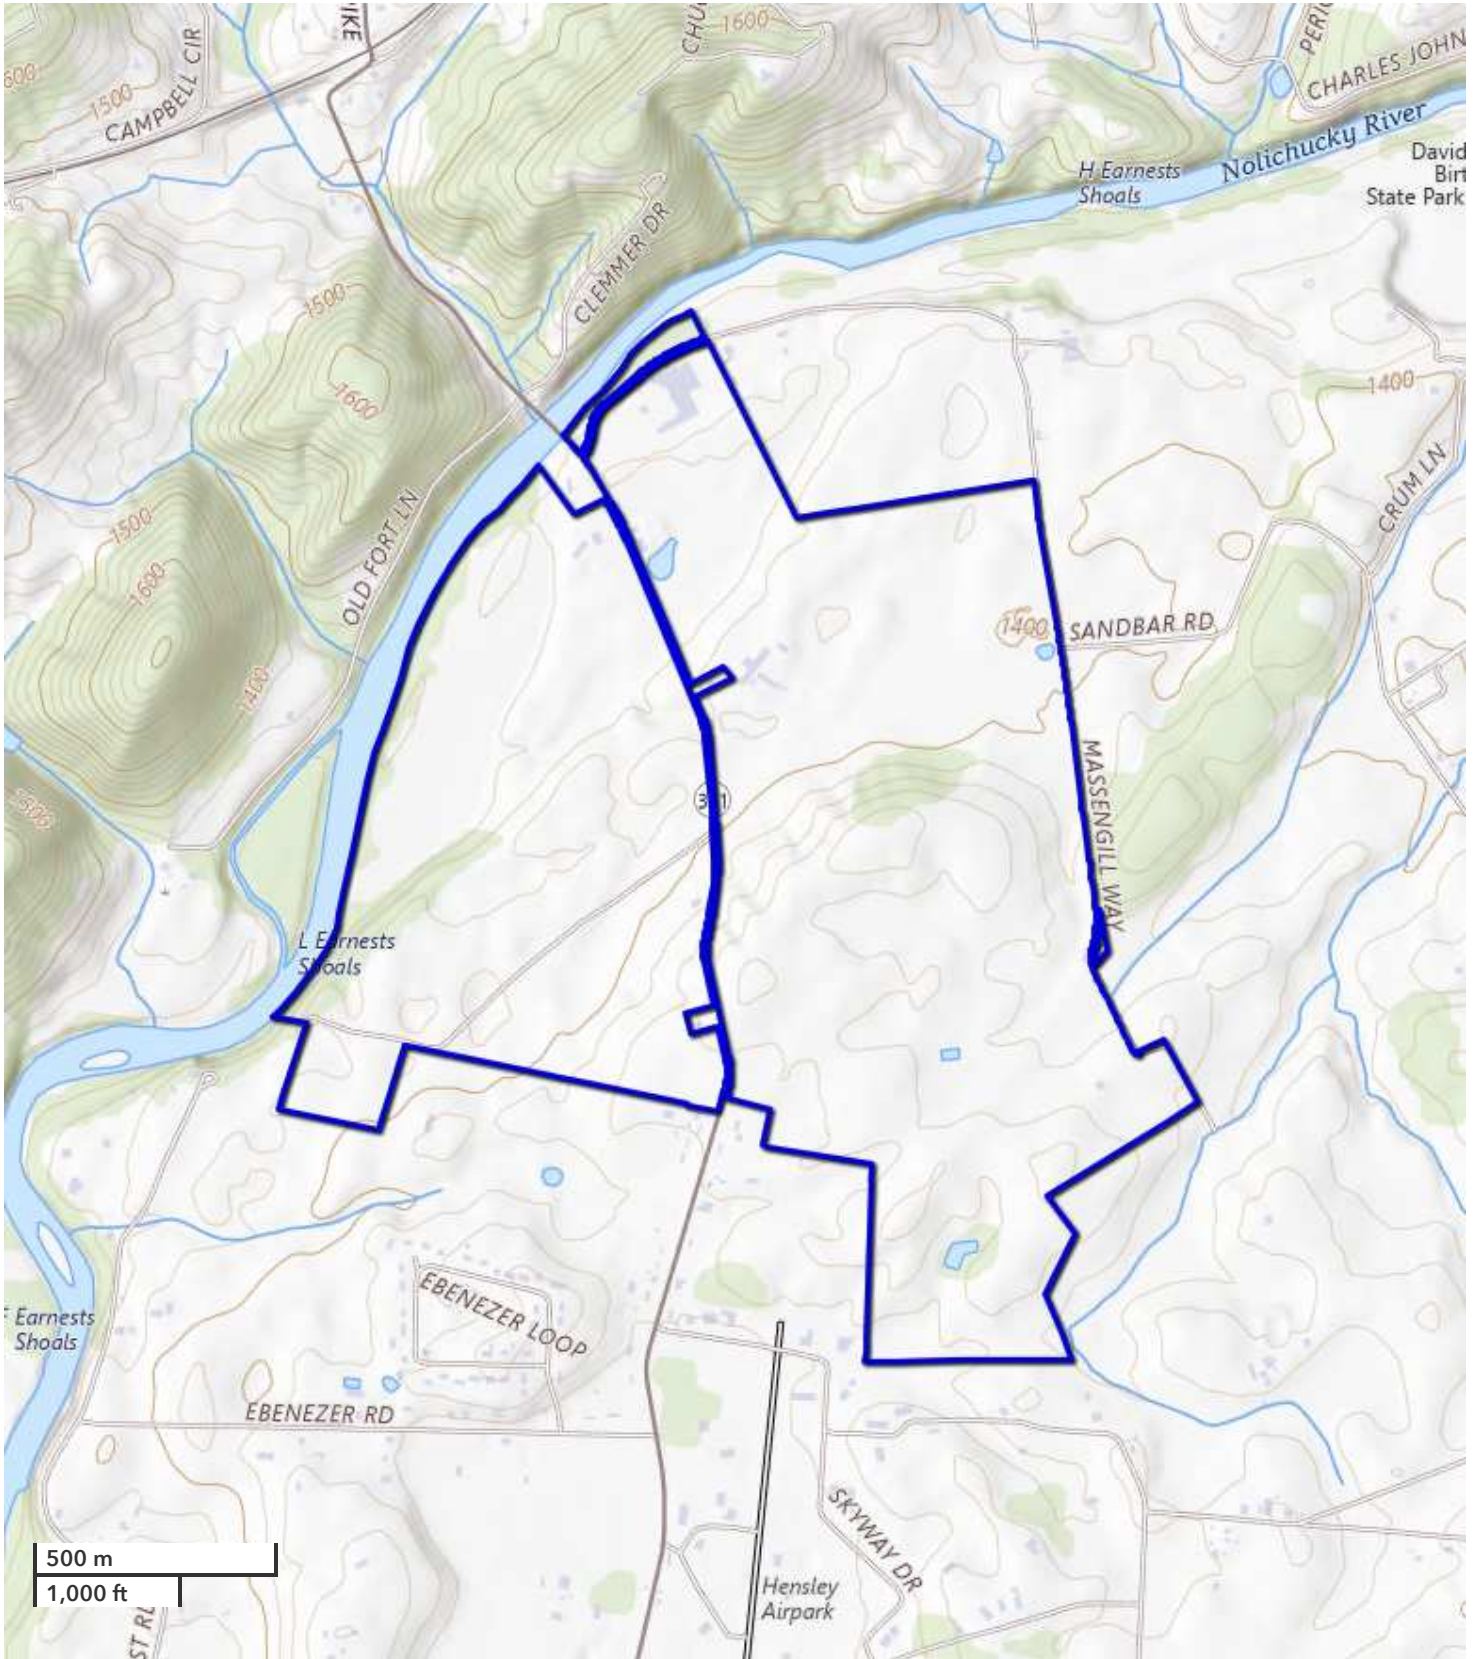 1600
CAMPBELL CIR
1500
CHARLES JOHN
Nolichucky River
H Earnests
Shoals
David
Birt
State Park
CLEMMER DR
1500
1600
1400
CRUM LN
1500
OLD FORT LN
1600
1400
SANDBAR RD
1400
MASSENGILL WAY
L Earnests
Shoals
EBENEZER LOOP
Earnests
Shoals
EBENEZER RD
SKYWAY DR
500 m
1,000 ft
Hensley
Airpark